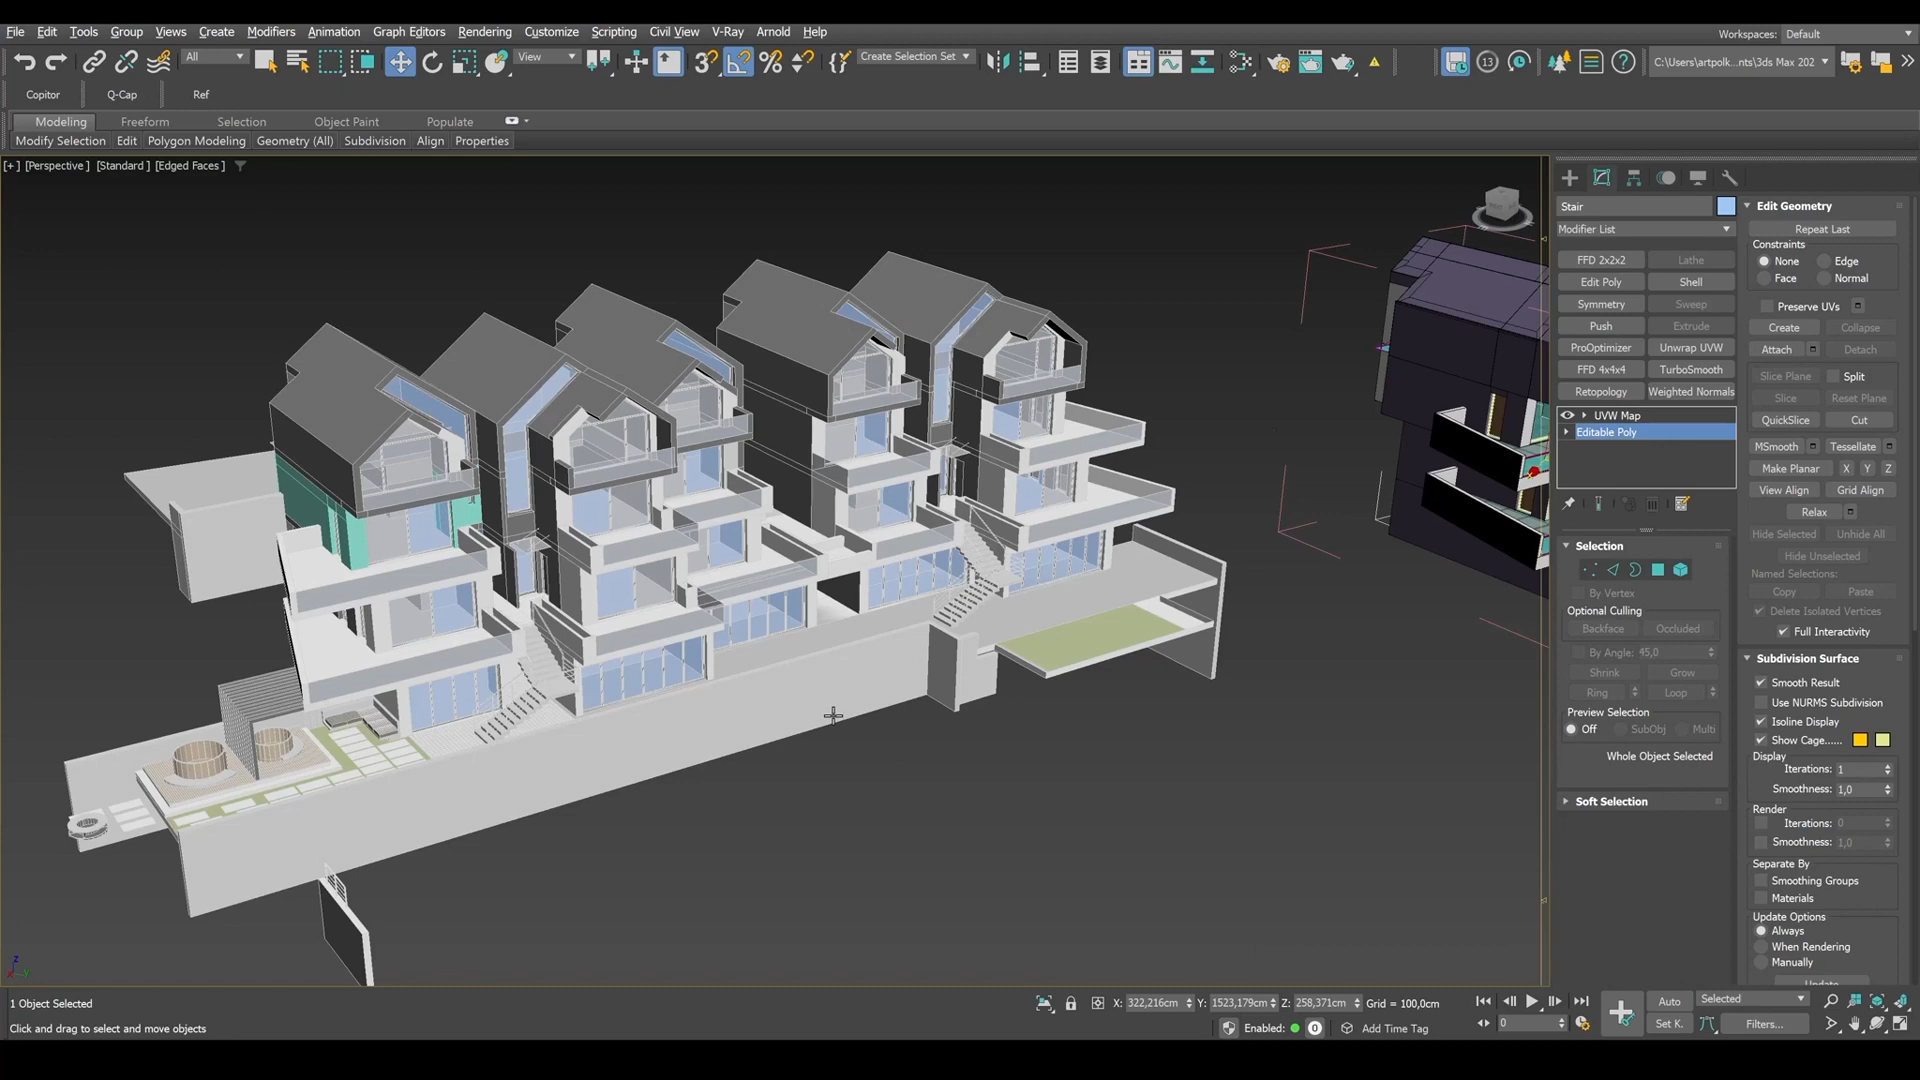 File Edit Tools Group Views Create Modifiers Animation Graph Editors Rendering Customize Civil View Scripting V-Ray Arnold Help
Workspaces: Default
All View Create Selection Set 13 C:\Users\artpolk...nts\3ds Max 202
Copitor Q-Cap Ref
Modeling Freeform Selection Object Paint Populate
Modify Selection Edit Polygon Modeling Geometry (All) Subdivision Align Properties
[+] [Perspective] [Standard] [Edged Faces]
Stair
Modifier List
FFD 2x2x2 Lathe
Edit Poly Shell
Symmetry Sweep
Push Extrude
ProOptimizer Unwrap UVW
FFD 4x4x4 TurboSmooth
Retopology Weighted Normals
UVW Map
Editable Poly
Selection
By Vertex
Optional Culling
Backface Occluded
By Angle: 45,0
Shrink Grow
Ring Loop
Preview Selection
Off SubObj Multi
Whole Object Selected
Soft Selection
Edit Geometry
Repeat Last
Constraints
None Edge
Face Normal
Preserve UVs
Create Collapse
Attach Detach
Slice Plane Split
Slice Reset Plane
QuickSlice Cut
MSmooth Tessellate
Make Planar X Y Z
View Align Grid Align
Relax
Hide Selected Unhide All
Hide Unselected
Named Selections:
Copy Paste
Delete Isolated Vertices
Full Interactivity
Subdivision Surface
Smooth Result
Use NURMS Subdivision
Isoline Display
Show Cage......
Display
Iterations: 1
Smoothness: 1,0
Render
Iterations: 0
Smoothness: 1,0
Separate By
Smoothing Groups
Materials
Update Options
Always
When Rendering
Manually
Update
z
x y
1 Object Selected
X: 322,216cm Y: 1523,179cm Z: 258,371cm Grid = 100,0cm
Auto Selected
Click and drag to select and move objects
Enabled: 0 Add Time Tag
0 Set K. Filters...